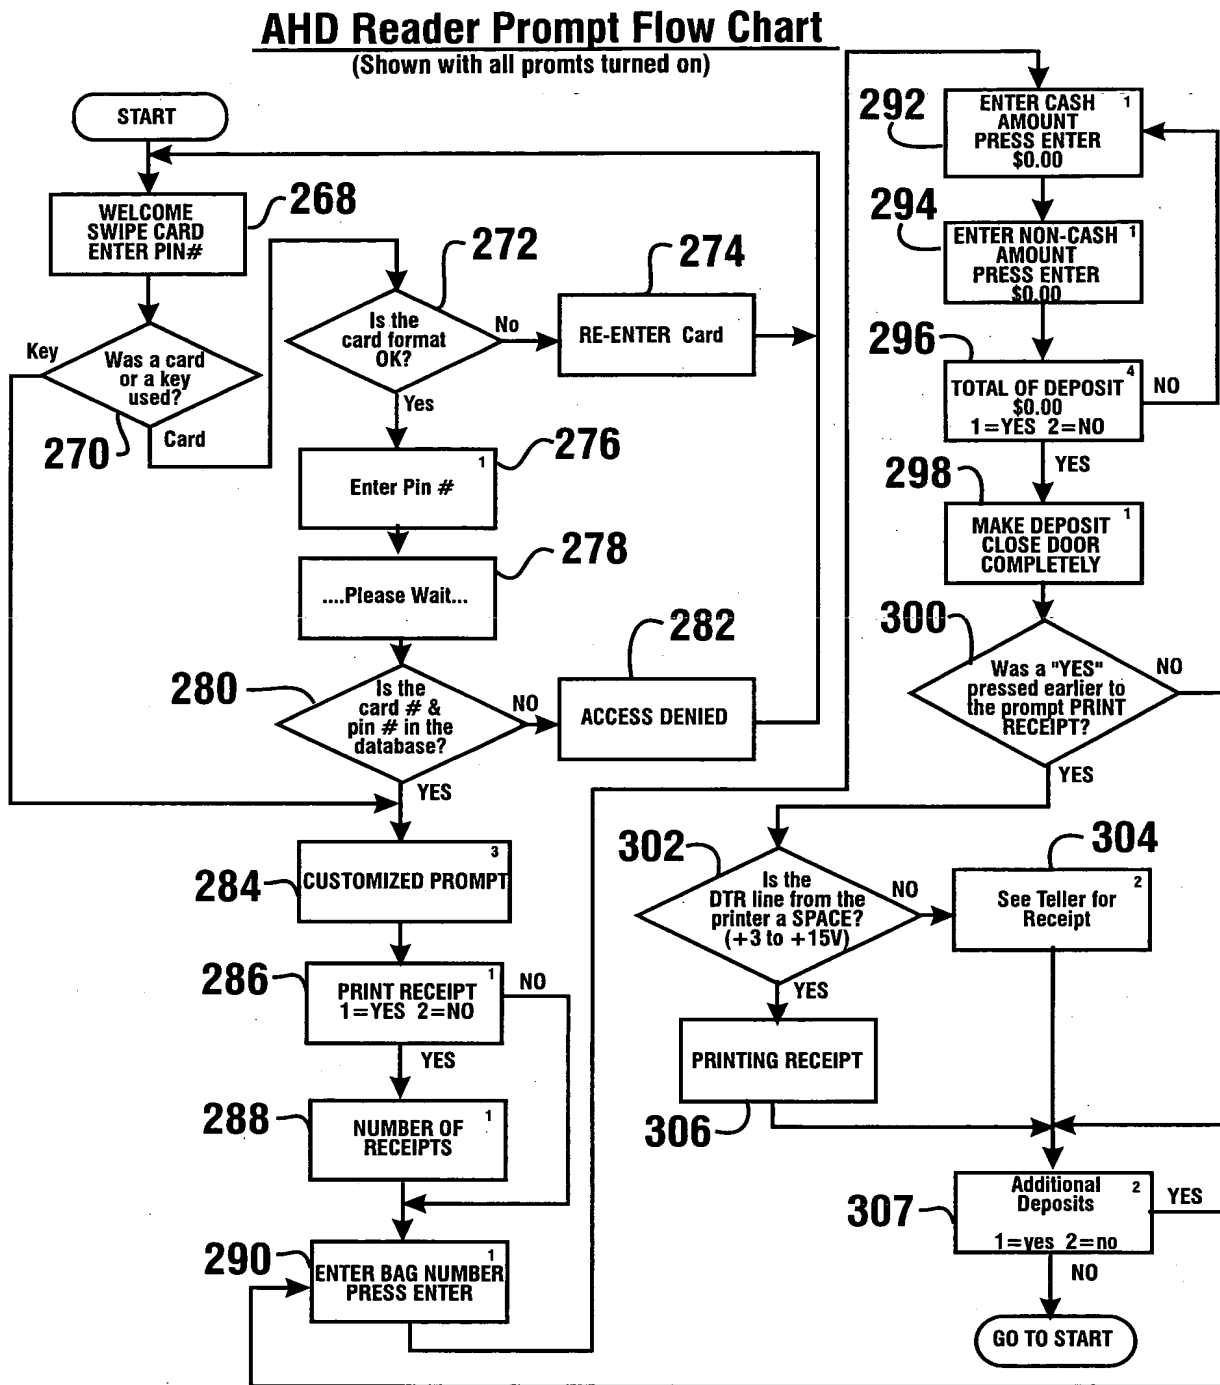 AHD Reader Prompt Flow Chart
(Shown with all promts turned on)
START
WELCOME
SWIPE CARD
ENTER PIN#
268
Was a card
or a key
used?
Key
Card
270
Is the
card format
OK?
272
No
Yes
RE-ENTER Card
274
1
Enter Pin #
276
....Please Wait...
278
Is the
card # &
pin # in the
database?
280
NO
YES
ACCESS DENIED
282
3
CUSTOMIZED PROMPT
284
1
PRINT RECEIPT
1=YES 2=NO
286
NO
YES
1
NUMBER OF
RECEIPTS
288
1
ENTER BAG NUMBER
PRESS ENTER
290
1
ENTER CASH
AMOUNT
PRESS ENTER
$0.00
292
1
ENTER NON-CASH
AMOUNT
PRESS ENTER
$0.00
294
4
TOTAL OF DEPOSIT
$0.00
1=YES 2=NO
296
NO
YES
1
MAKE DEPOSIT
CLOSE DOOR
COMPLETELY
298
Was a "YES"
pressed earlier to
the prompt PRINT
RECEIPT?
300
NO
YES
Is the
DTR line from the
printer a SPACE?
(+3 to +15V)
302
NO
YES
2
See Teller for
Receipt
304
PRINTING RECEIPT
306
2
Additional
Deposits
1=yes 2=no
307
YES
NO
GO TO START